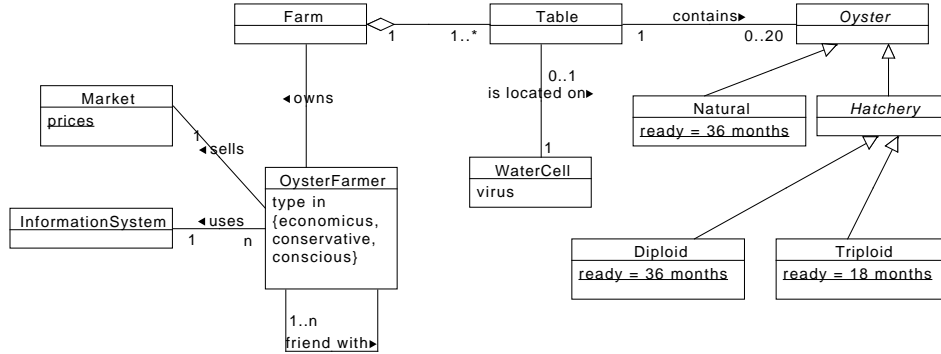 Farm
Table
contains►
Oyster
1
1..*
1
0..20
0..1
is located on►
◄owns
Market
prices
Natural
ready = 36 months
Hatchery
1
◄sells
1
WaterCell
virus
OysterFarmer
type in
{economicus,
conservative,
conscious}
InformationSystem
◄uses
1
n
Diploid
ready = 36 months
Triploid
ready = 18 months
1..n
friend with►